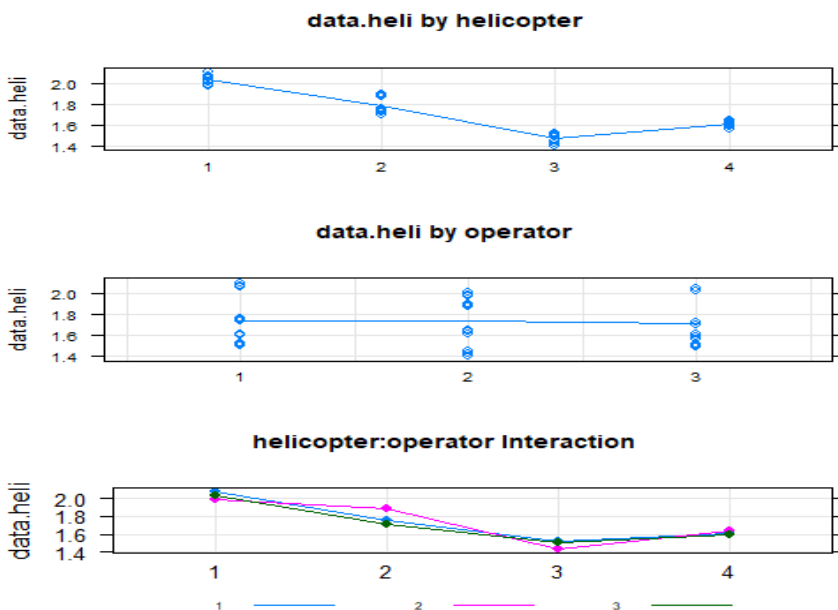 data.heli by helicopter
data.heli
2.0
1.8
1.6
1.4
1 2 3 4
data.heli by operator
data.heli
2.0
1.8
1.6
1.4
1 2 3
helicopter:operator Interaction
data.heli
2.0
1.8
1.6
1.4
1 2 3 4
1 2 3